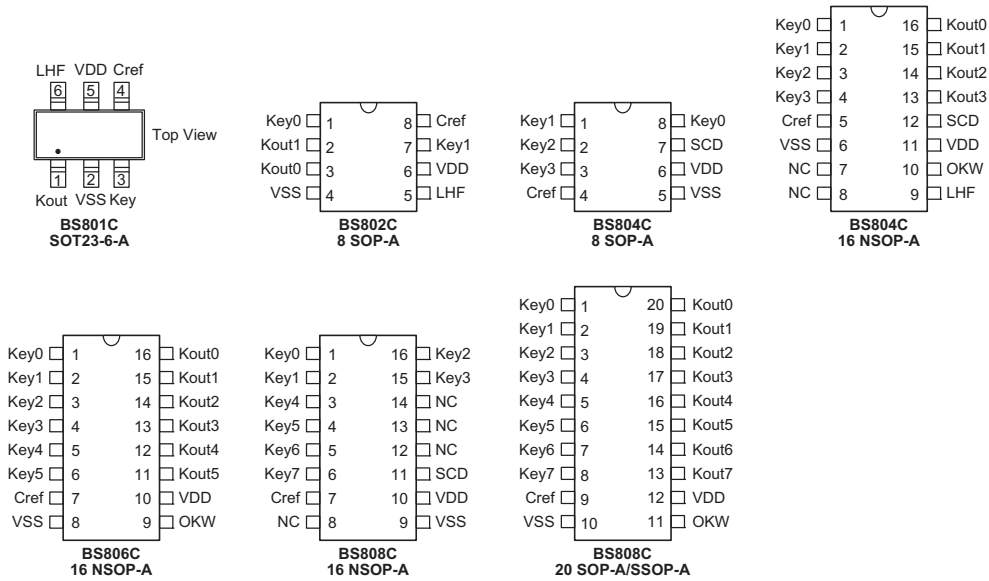 LHF VDD Cref
6 5 4
Top View
1 2 3
Kout VSS Key
BS801C
SOT23-6-A
Key0 1 8 Cref
Kout1 2 7 Key1
Kout0 3 6 VDD
VSS 4 5 LHF
BS802C
8 SOP-A
Key1 1 8 Key0
Key2 2 7 SCD
Key3 3 6 VDD
Cref 4 5 VSS
BS804C
8 SOP-A
Key0 1 16 Kout0
Key1 2 15 Kout1
Key2 3 14 Kout2
Key3 4 13 Kout3
Cref 5 12 SCD
VSS 6 11 VDD
NC 7 10 OKW
NC 8 9 LHF
BS804C
16 NSOP-A
Key0 1 16 Kout0
Key1 2 15 Kout1
Key2 3 14 Kout2
Key3 4 13 Kout3
Key4 5 12 Kout4
Key5 6 11 Kout5
Cref 7 10 VDD
VSS 8 9 OKW
BS806C
16 NSOP-A
Key0 1 16 Key2
Key1 2 15 Key3
Key4 3 14 NC
Key5 4 13 NC
Key6 5 12 NC
Key7 6 11 SCD
Cref 7 10 VDD
NC 8 9 VSS
BS808C
16 NSOP-A
Key0 1 20 Kout0
Key1 2 19 Kout1
Key2 3 18 Kout2
Key3 4 17 Kout3
Key4 5 16 Kout4
Key5 6 15 Kout5
Key6 7 14 Kout6
Key7 8 13 Kout7
Cref 9 12 VDD
VSS 10 11 OKW
BS808C
20 SOP-A/SSOP-A